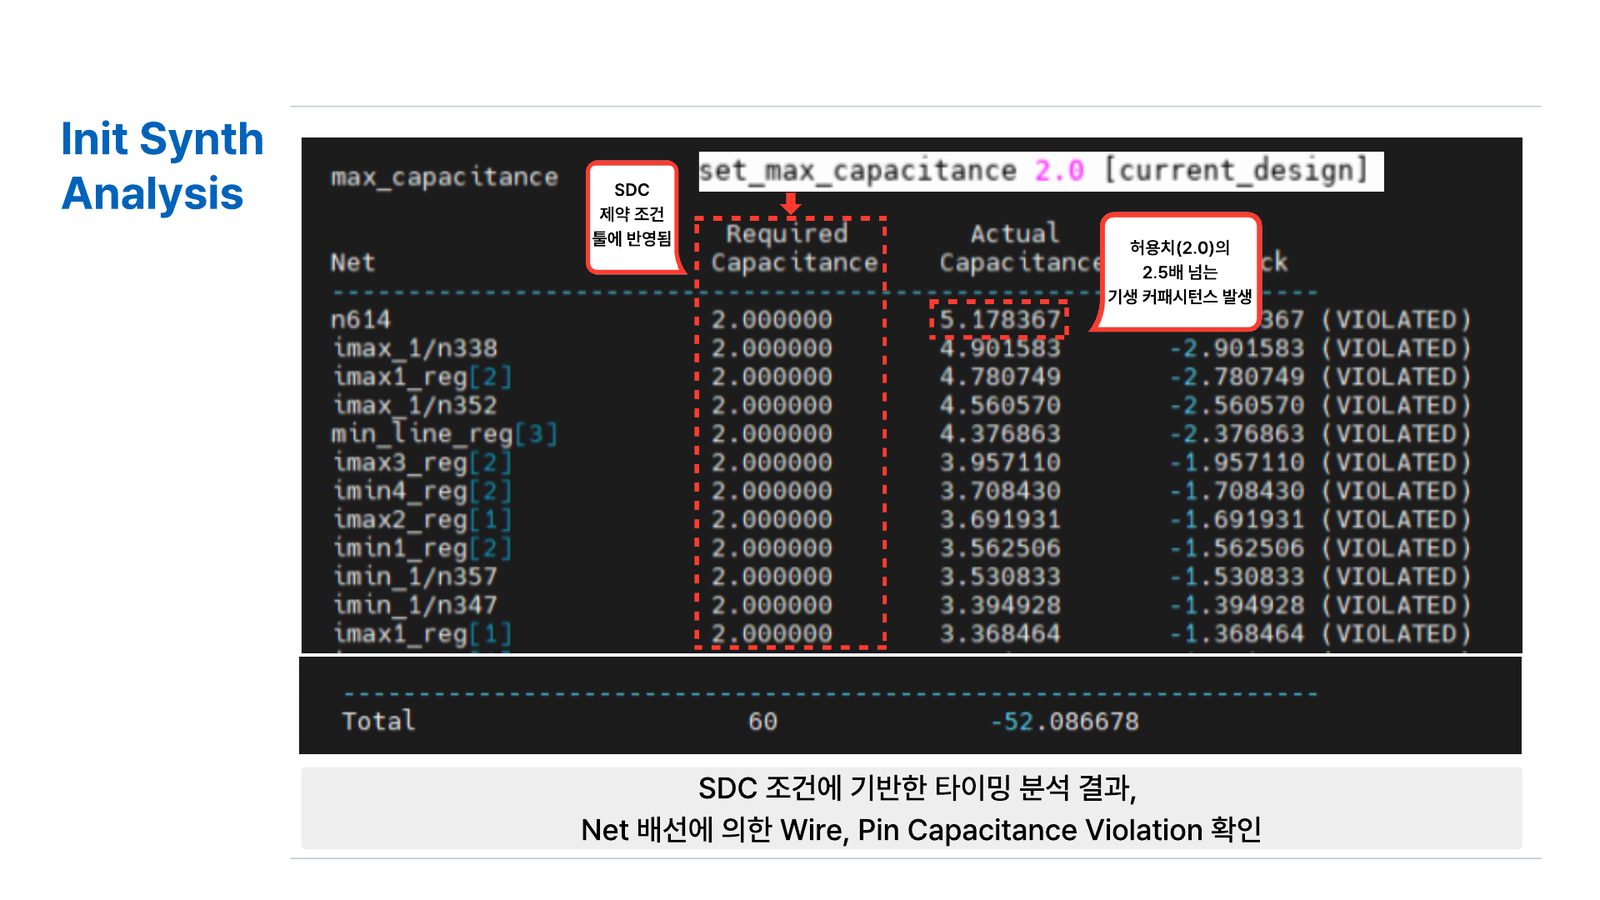 Init Synth
Analysis
max_capacitance
SDC
제약 조건
툴에 반영됨
set_max_capacitance 2.0 [current_design]
Required Actual
Net Capacitance Capacitance ck
허용치(2.0)의
2.5배 넘는
기생 커패시턴스 발생
n614 2.000000 5.178367 367 (VIOLATED)
imax_1/n338 2.000000 4.901583 -2.901583 (VIOLATED)
imax1_reg[2] 2.000000 4.780749 -2.780749 (VIOLATED)
imax_1/n352 2.000000 4.560570 -2.560570 (VIOLATED)
min_line_reg[3] 2.000000 4.376863 -2.376863 (VIOLATED)
imax3_reg[2] 2.000000 3.957110 -1.957110 (VIOLATED)
imin4_reg[2] 2.000000 3.708430 -1.708430 (VIOLATED)
imax2_reg[1] 2.000000 3.691931 -1.691931 (VIOLATED)
imin1_reg[2] 2.000000 3.562506 -1.562506 (VIOLATED)
imin_1/n357 2.000000 3.530833 -1.530833 (VIOLATED)
imin_1/n347 2.000000 3.394928 -1.394928 (VIOLATED)
imax1_reg[1] 2.000000 3.368464 -1.368464 (VIOLATED)
Total 60 -52.086678
SDC 조건에 기반한 타이밍 분석 결과,
Net 배선에 의한 Wire, Pin Capacitance Violation 확인